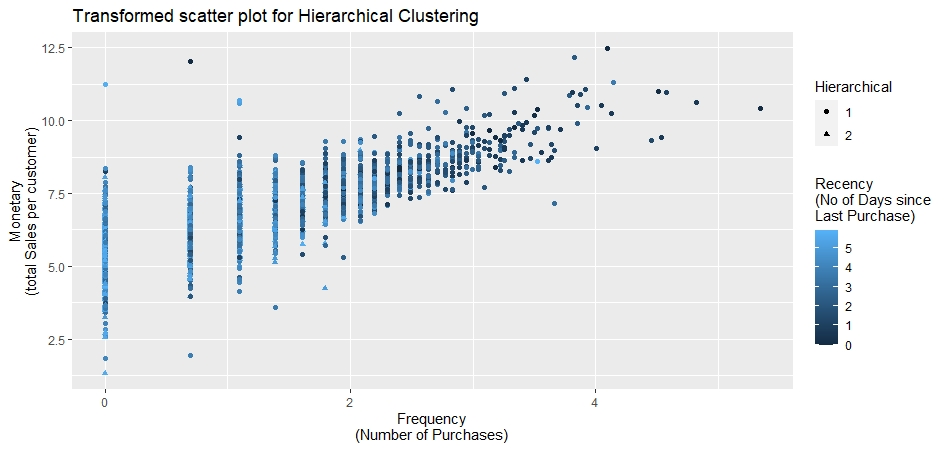 Transformed scatter plot for Hierarchical Clustering
12.5
10.0
7.5
5.0
2.5
Monetary
(total Sales per customer)
0
2
4
Frequency
(Number of Purchases)
Hierarchical
1
2
Recency
(No of Days since
Last Purchase)
5
4
3
2
1
0